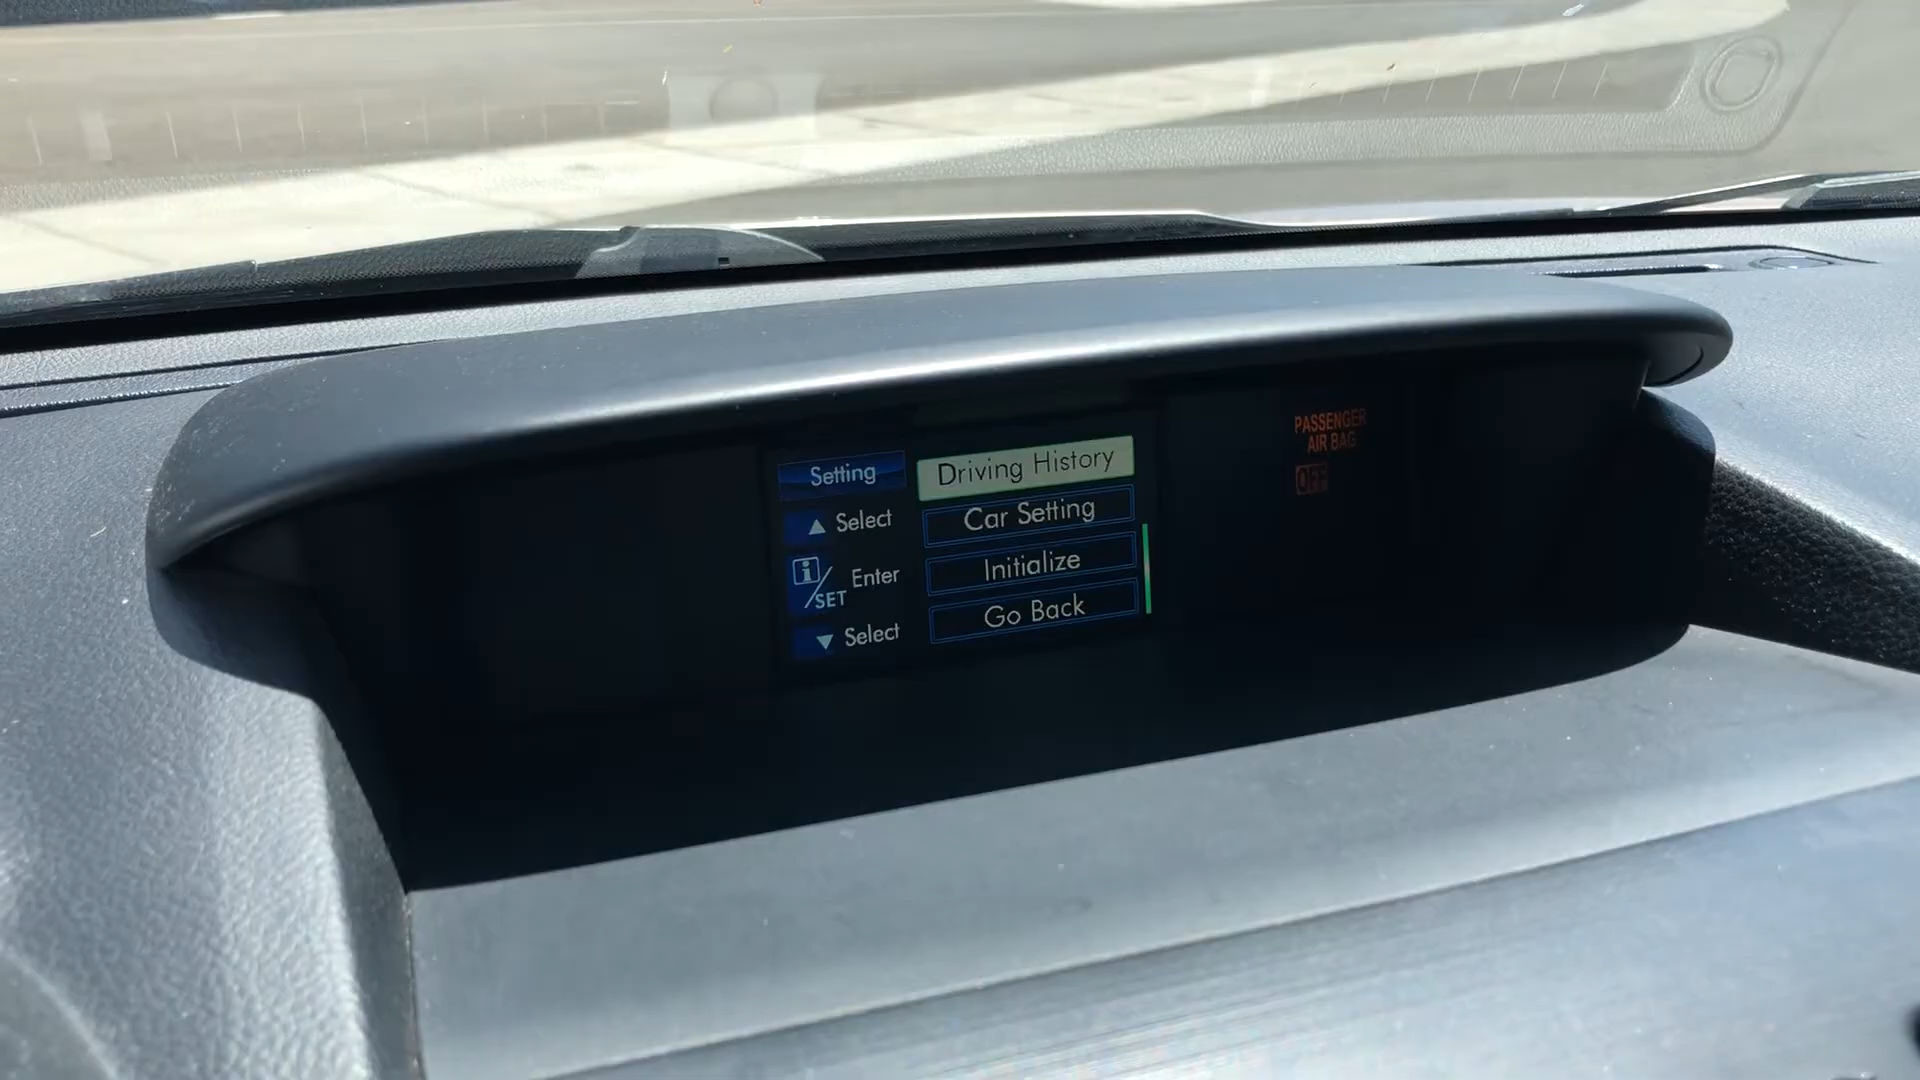 Setting
▲ Select
i/SET Enter
▼ Select
Driving History
Car Setting
Initialize
Go Back
PASSENGER
AIR BAG
OFF